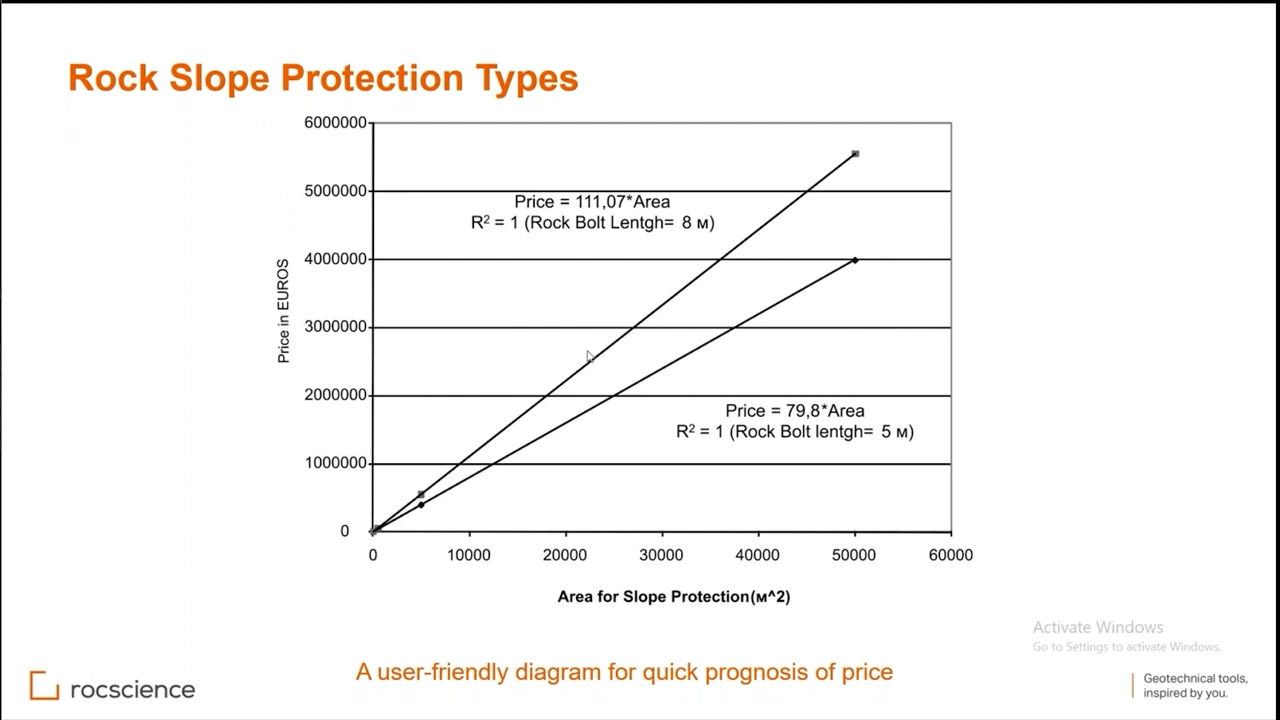 Rock Slope Protection Types
6000000
5000000
4000000
3000000
2000000
1000000
0
Price in EUROS
Price = 111,07*Area
R² = 1 (Rock Bolt Lentgh= 8 м)
Price = 79,8*Area
R² = 1 (Rock Bolt lentgh= 5 м)
0 10000 20000 30000 40000 50000 60000
Area for Slope Protection(м^2)
Activate Windows
Go to Settings to activate Windows.
A user-friendly diagram for quick prognosis of price
rocscience
Geotechnical tools,
inspired by you.